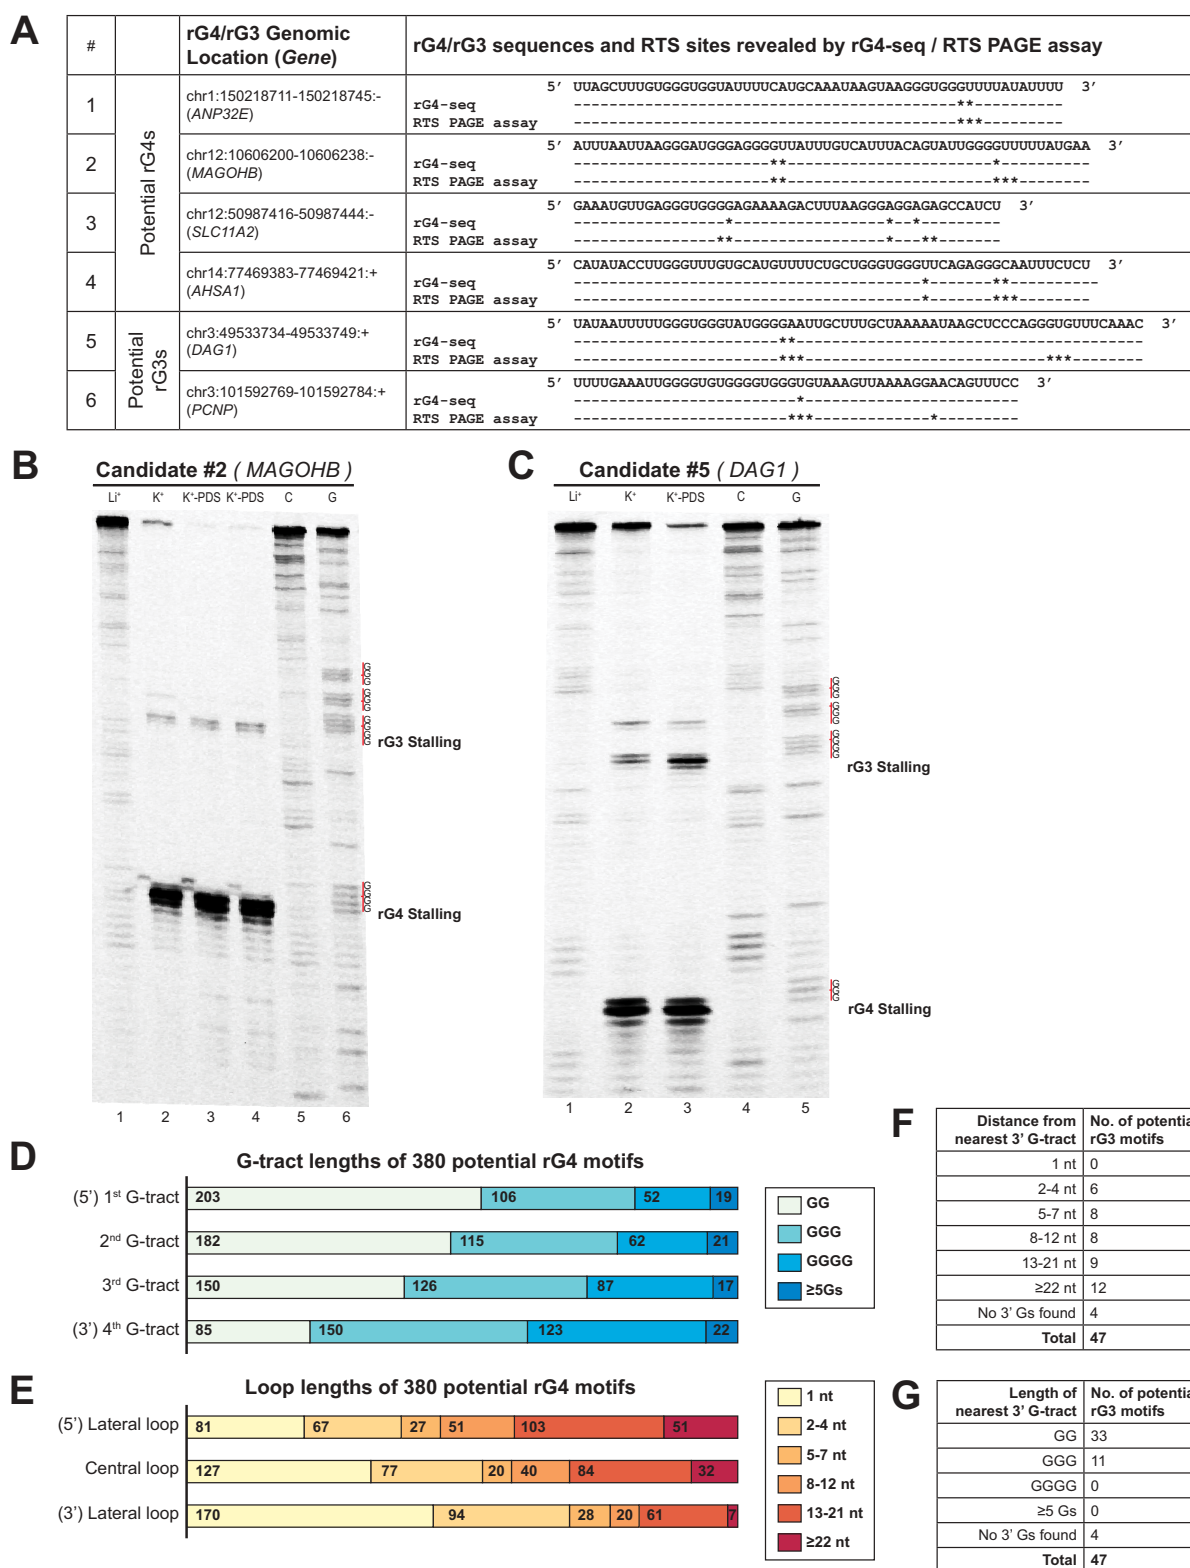 A
#
rG4/rG3 Genomic
Location (Gene)
rG4/rG3 sequences and RTS sites revealed by rG4-seq / RTS PAGE assay
Potential rG4s
1
chr1:150218711-150218745:-
(ANP32E)
5' UUAGCUUUGUGGGUGGUAUUUUCAUGCAAAUAAGUAAGGGUGGGUUUUAUAUUUU 3'
rG4-seq -------------------------------------------**----------
RTS PAGE assay -------------------------------------------***---------
2
chr12:10606200-10606238:-
(MAGOHB)
5' AUUUAAUUAAGGGAUGGGAGGGGUUAUUUGUCAUUUACAGUAUUGGGGUUUUUAUGAA 3'
rG4-seq ----------------------**-----------------------*----------
RTS PAGE assay ----------------------**-----------------------***--------
3
chr12:50987416-50987444:-
(SLC11A2)
5' GAAAUGUUGAGGGUGGGGAGAAAAGACUUUAAGGGAGGAGAGCCAUCU 3'
rG4-seq -----------------*-----------------*--*---------
RTS PAGE assay ----------------**-----------------*---**-------
4
chr14:77469383-77469421:+
(AHSA1)
5' CAUAUACCUUGGGUUUGUGCAUGUUUUCUGCUGGGUGGGUUCAGAGGGCAAUUUCUCU 3'
rG4-seq ---------------------------------------*-------**---------
RTS PAGE assay ---------------------------------------*-------***--------
Potential
rG3s
5
chr3:49533734-49533749:+
(DAG1)
5' UAUAAUUUUUGGGUGGGUAUGGGGAAUUGCUUUGCUAAAAAUAAGCUCCCAGGGUGUUUCAAAC 3'
rG4-seq -----------------------**---------------------------------------
RTS PAGE assay -----------------------***---------------------------***--------
6
chr3:101592769-101592784:+
(PCNP)
5' UUUUGAAAUUGGGGUGUGGGGUGGGUGUAAAGUUAAAAGGAACAGUUUCC 3'
rG4-seq -------------------------*------------------------
RTS PAGE assay ------------------------***-------------*---------
B
Candidate #2 ( MAGOHB )
Li⁺ K⁺ K⁺-PDS K⁺-PDS C G
G
G
G
G
G
G
G
G
G
G
rG3 Stalling
G
G
G
G
rG4 Stalling
1 2 3 4 5 6
C
Candidate #5 ( DAG1 )
Li⁺ K⁺ K⁺-PDS C G
G
G
G
G
G
G
G
G
G
G
rG3 Stalling
G
G
G
rG4 Stalling
1 2 3 4 5
D
G-tract lengths of 380 potential rG4 motifs
(5') 1st G-tract 203 106 52 19
2nd G-tract 182 115 62 21
3rd G-tract 150 126 87 17
(3') 4th G-tract 85 150 123 22
GG
GGG
GGGG
≥5Gs
E
Loop lengths of 380 potential rG4 motifs
(5') Lateral loop 81 67 27 51 103 51
Central loop 127 77 20 40 84 32
(3') Lateral loop 170 94 28 20 61 7
1 nt
2-4 nt
5-7 nt
8-12 nt
13-21 nt
≥22 nt
F
Distance from
nearest 3' G-tract
No. of potential
rG3 motifs
1 nt 0
2-4 nt 6
5-7 nt 8
8-12 nt 8
13-21 nt 9
≥22 nt 12
No 3' Gs found 4
Total 47
G
Length of
nearest 3' G-tract
No. of potential
rG3 motifs
GG 33
GGG 11
GGGG 0
≥5 Gs 0
No 3' Gs found 4
Total 47